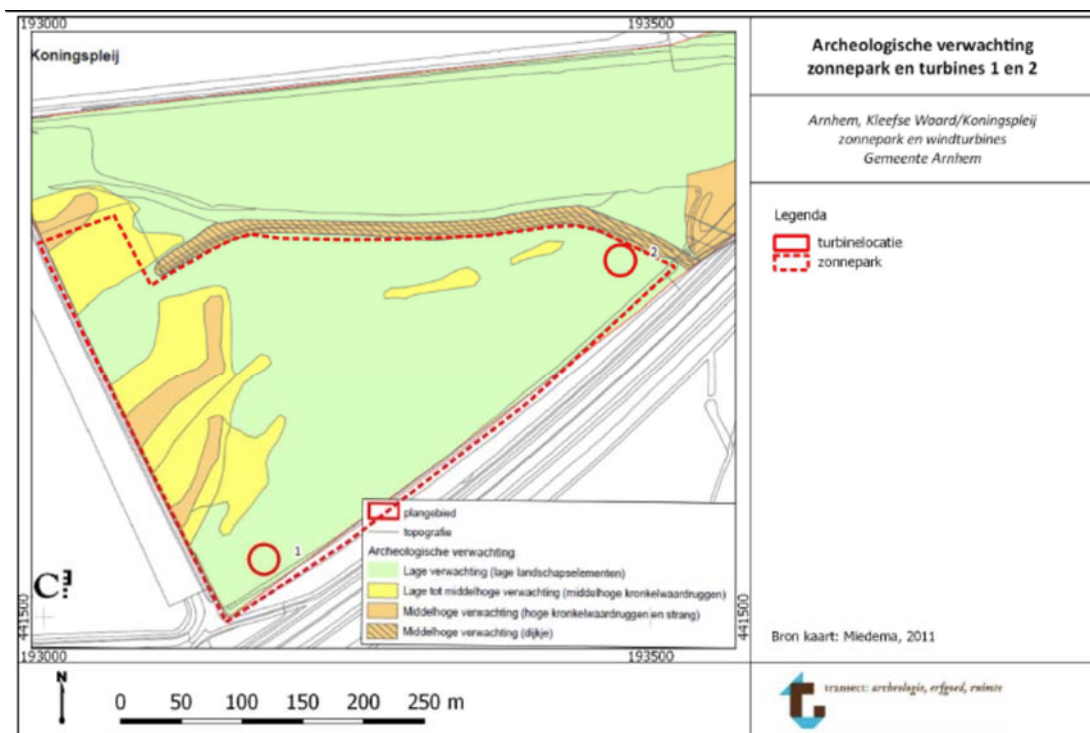 193000
193500
Koningspleij
2
1
C
plangebied
topografie
Archeologische verwachting
Lage verwachting (lage landschapselementen)
Lage tot middelhoge verwachting (middelhoge kronkelwaardruggen)
Middelhoge verwachting (hoge kronkelwaardruggen en strang)
Middelhoge verwachting (dijkje)
441500
441500
193000
193500
N
0 50 100 150 200 250 m
Archeologische verwachting
zonnepark en turbines 1 en 2
Arnhem, Kleefse Waard/Koningspleij
zonnepark en windturbines
Gemeente Arnhem
Legenda
turbinelocatie
zonnepark
Bron kaart: Miedema, 2011
t.
transect: archeologie, erfgoed, ruimte